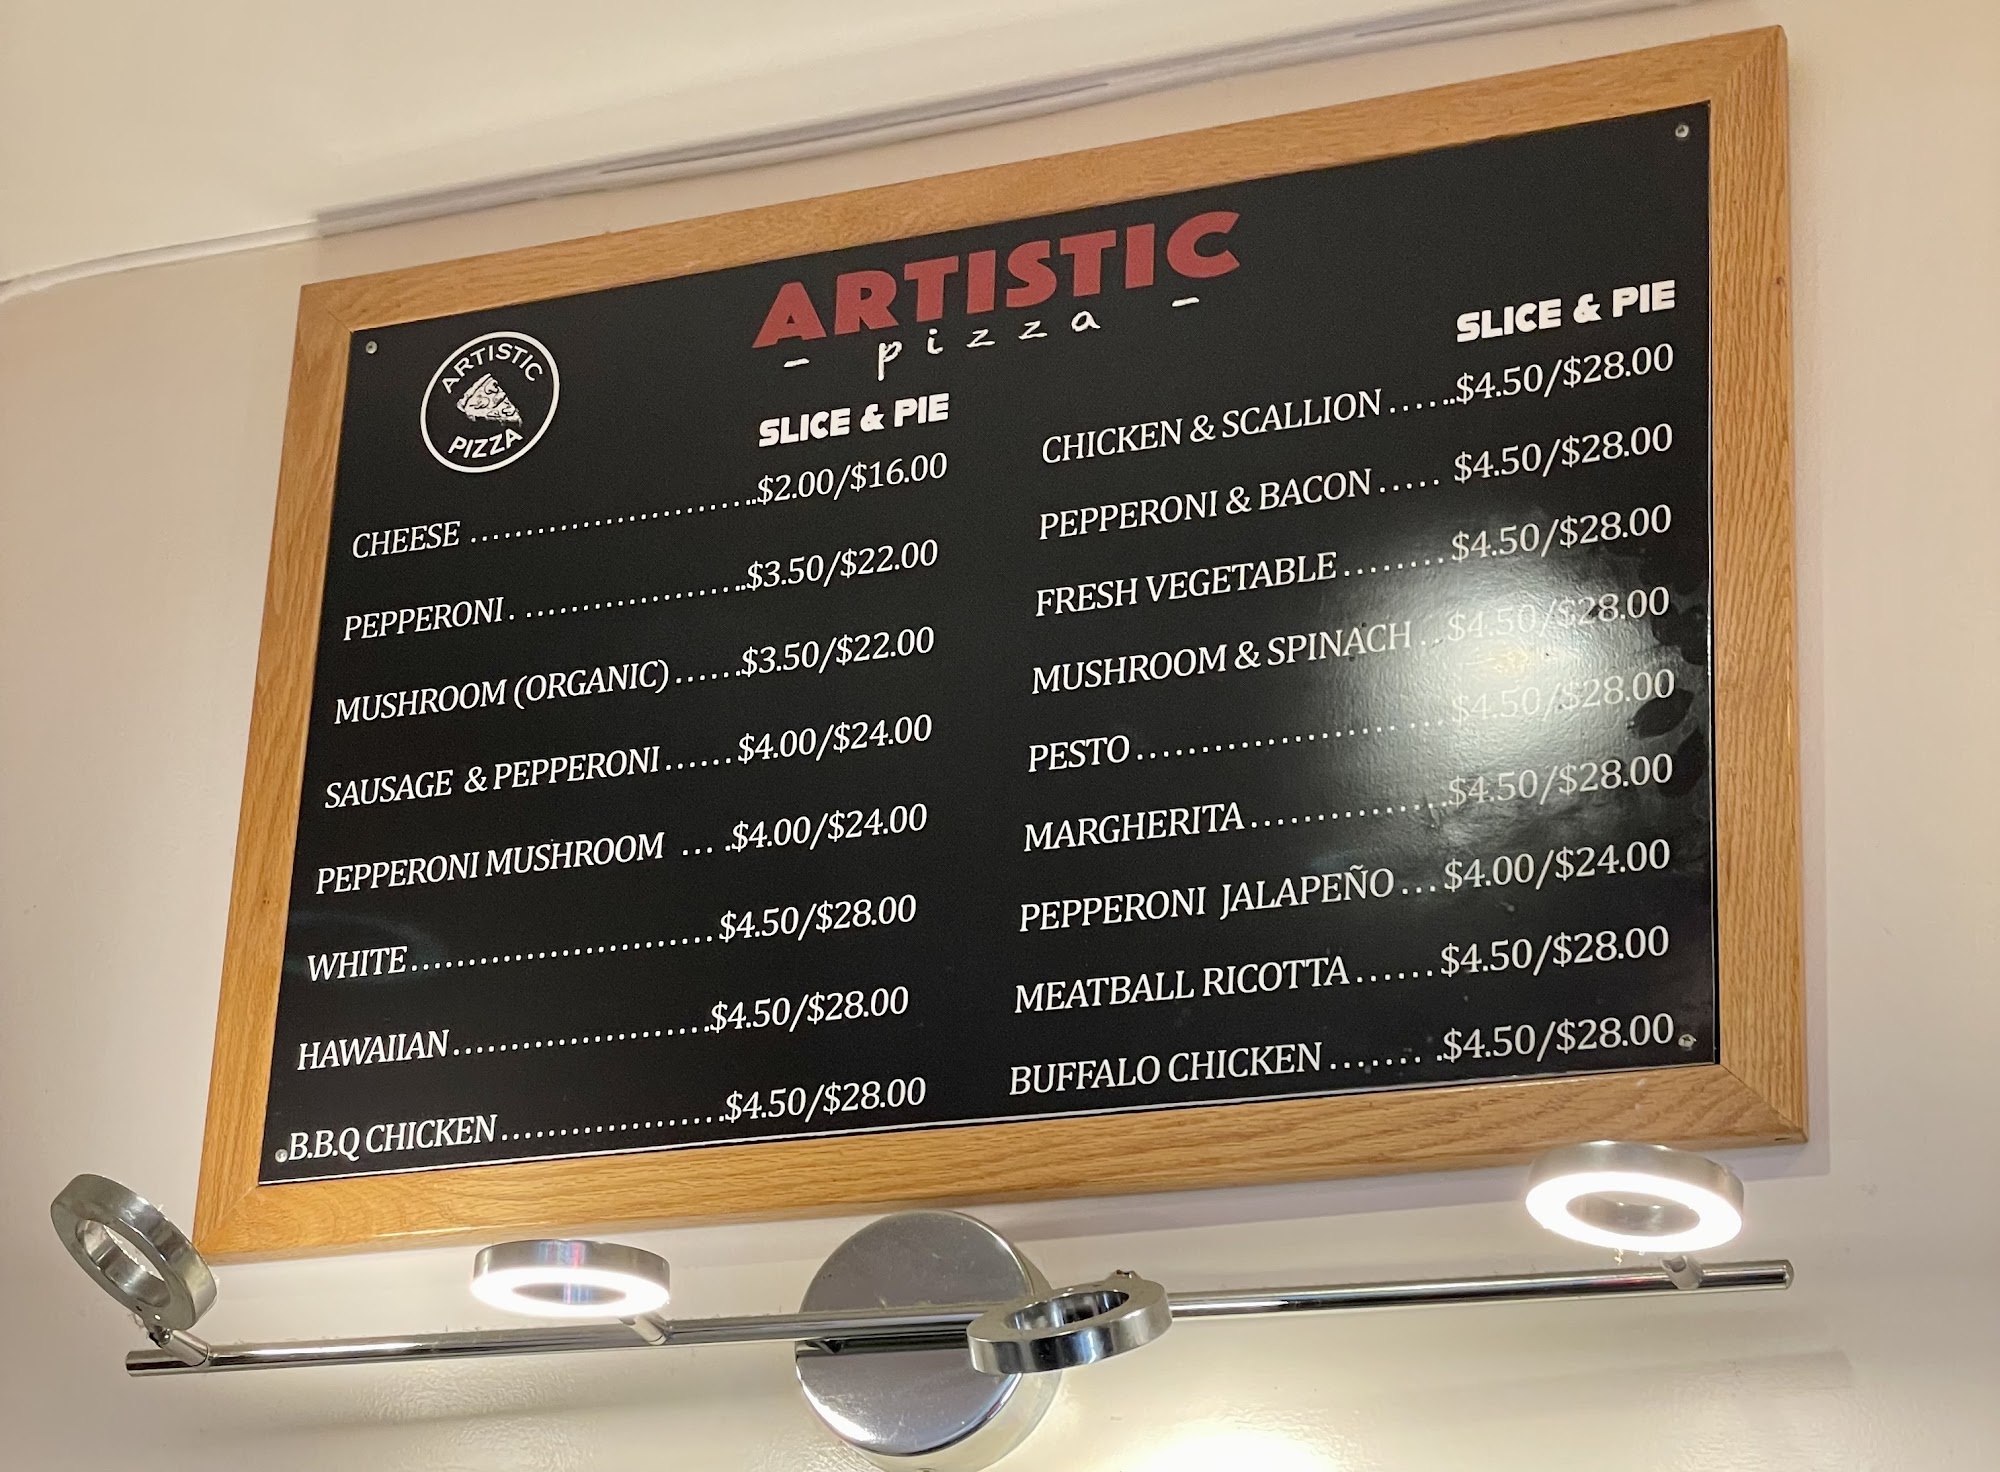 ARTISTIC
- pizza -
ARTISTIC
PIZZA
SLICE & PIE
CHEESE ...........................$2.00/$16.00
PEPPERONI. ......................$3.50/$22.00
MUSHROOM (ORGANIC)......$3.50/$22.00
SAUSAGE & PEPPERONI......$4.00/$24.00
PEPPERONI MUSHROOM ... .$4.00/$24.00
WHITE...........................$4.50/$28.00
HAWAIIAN.......................$4.50/$28.00
B.B.Q CHICKEN....................$4.50/$28.00
SLICE & PIE
CHICKEN & SCALLION ......$4.50/$28.00
PEPPERONI & BACON ..... $4.50/$28.00
FRESH VEGETABLE ........$4.50/$28.00
MUSHROOM & SPINACH ...$4.50/$28.00
PESTO .................... ...$4.50/$28.00
MARGHERITA ...............$4.50/$28.00
PEPPERONI JALAPEÑO ...$4.00/$24.00
MEATBALL RICOTTA ......$4.50/$28.00
BUFFALO CHICKEN ...... .$4.50/$28.00